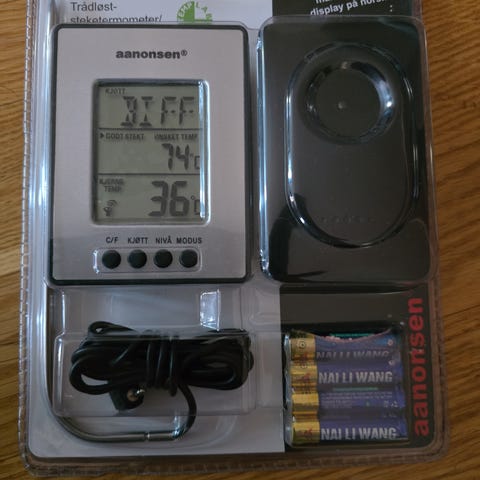 Trådløst-
steketermometer/
display på nors
aanonsen®
KJØTT
BIFF
GODT STEKT
ØNSKET TEMP.
74°C
KJERNE
TEMP.
36°C
C/F KJØTT NIVÅ MODUS
aanonsen
NAI LI WANG
NAI LI WANG
NAI LI WANG